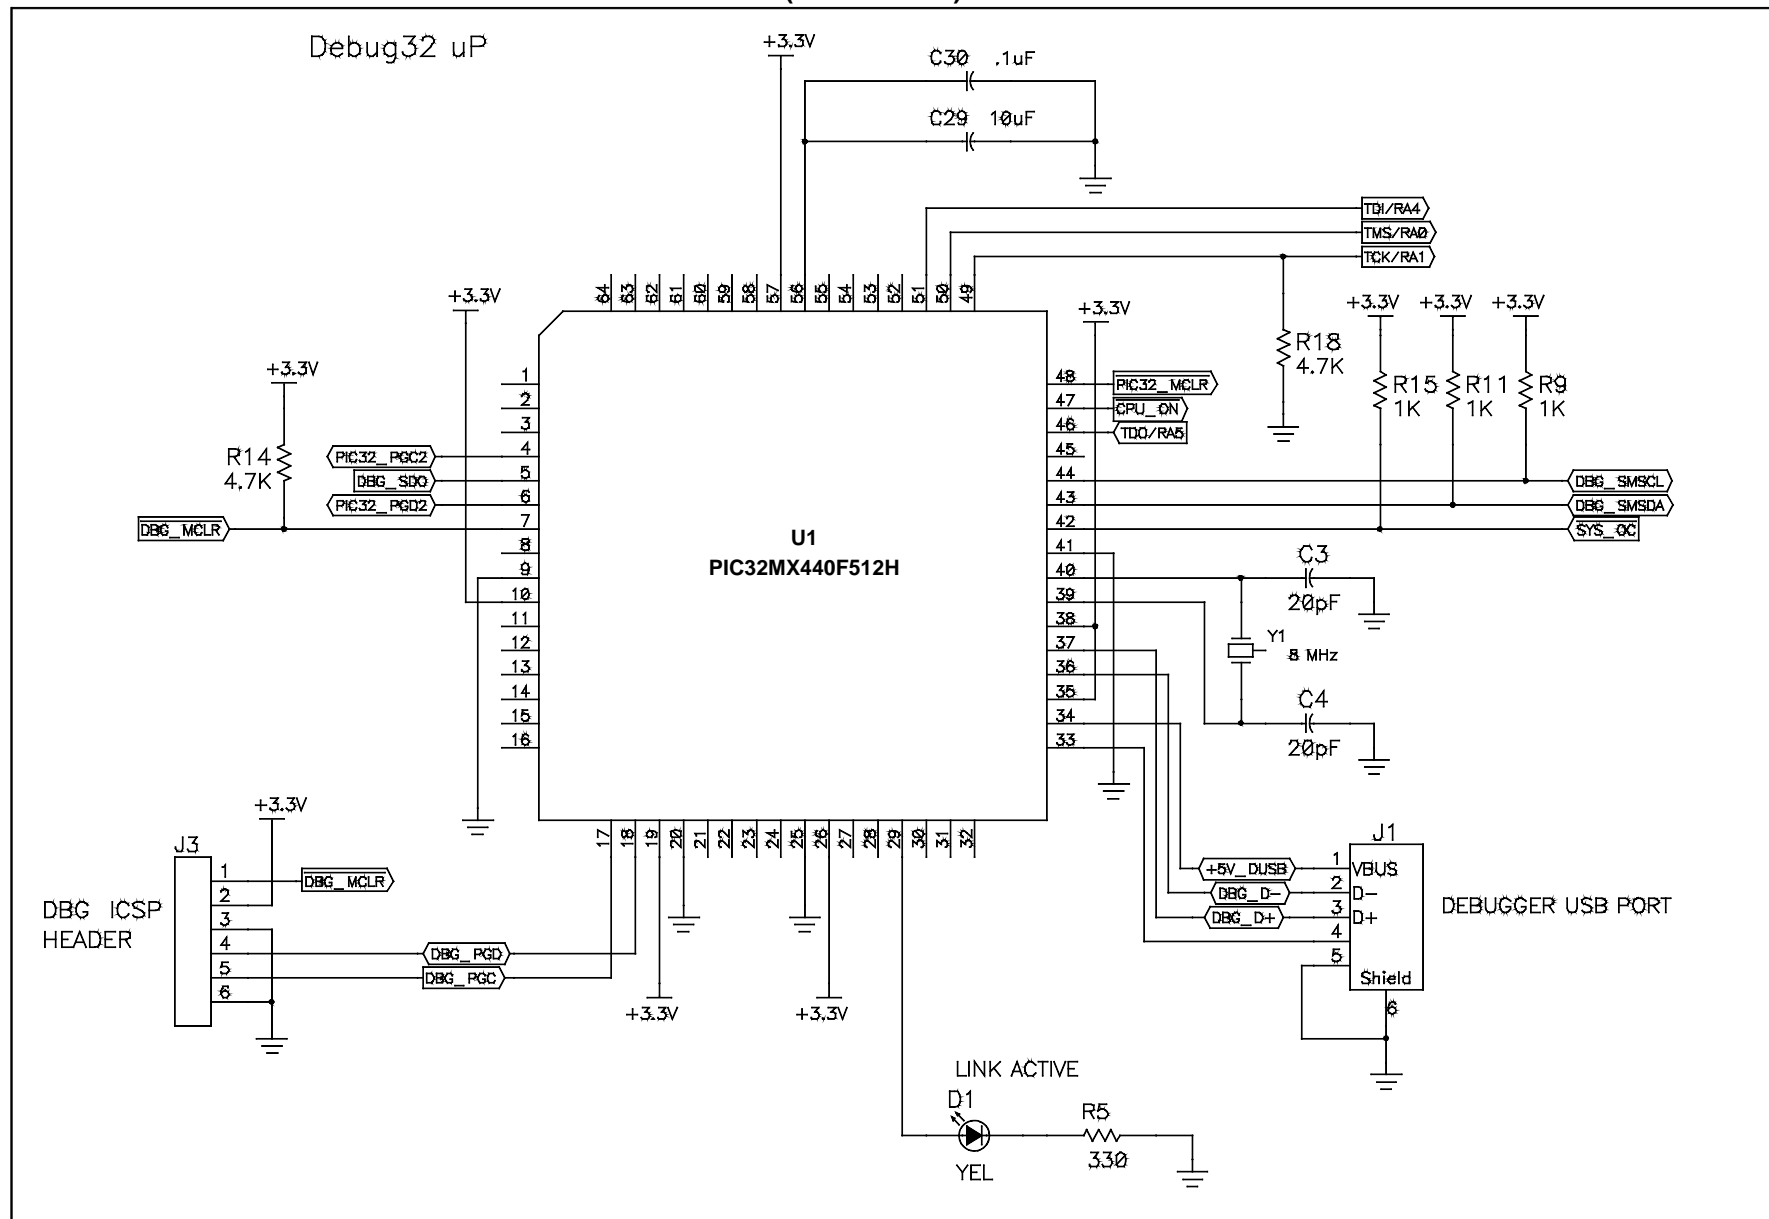 Debug32 uP
+3.3V
C30 .1uF
C29 10uF
TDI/RA4
TMS/RA0
TCK/RA1
64 63 62 61 60 59 58 57 56 55 54 53 52 51 50 49
+3.3V
+3.3V
+3.3V +3.3V +3.3V
R18
4.7K
R15
1K
R11
1K
R9
1K
+3.3V
R14
4.7K
1
2
3
4
5
6
7
8
9
10
11
12
13
14
15
16
PIC32_PGC2
DBG_SDO
PIC32_PGD2
DBG_MCLR
U1
PIC32MX440F512H
48
47
46
45
44
43
42
41
40
39
38
37
36
35
34
33
PIC32_MCLR
CPU_ON
TDO/RA5
DBG_SMSCL
DBG_SMSDA
SYS_OC
C3
20pF
Y1
8 MHz
C4
20pF
17 18 19 20 21 22 23 24 25 26 27 28 29 30 31 32
+3.3V
J3
1
2
3
4
5
6
DBG_MCLR
DBG ICSP
HEADER
DBG_PGD
DBG_PGC
+3.3V
+3.3V
J1
+5V_DUSB 1 VBUS
DBG_D- 2 D-
DBG_D+ 3 D+
4
5
Shield
6
DEBUGGER USB PORT
LINK ACTIVE
D1
YEL
R5
330